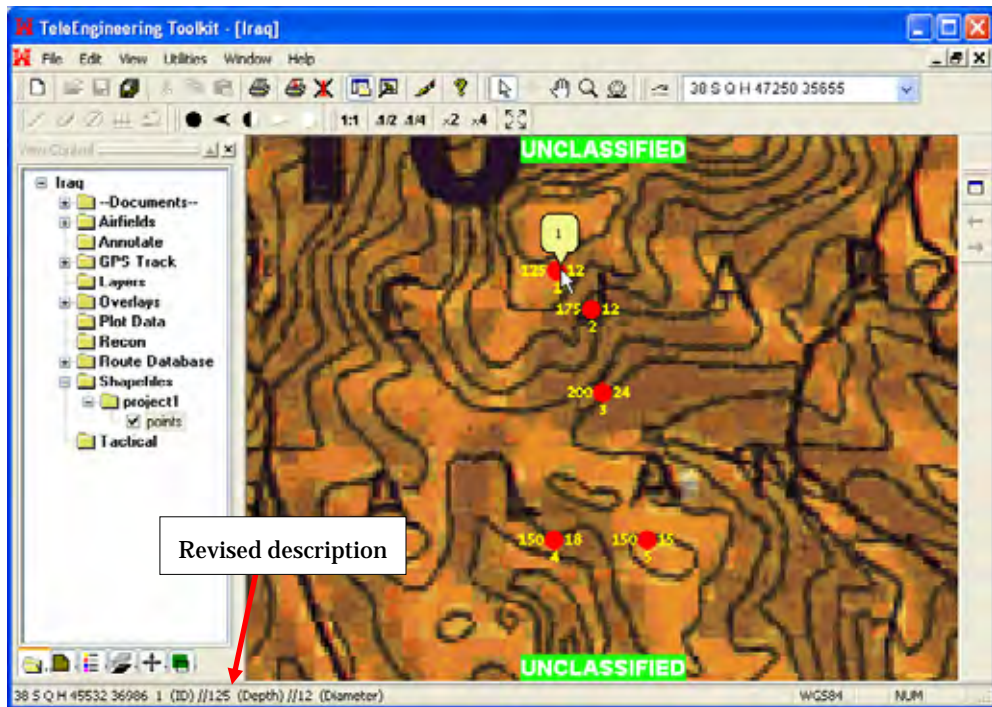 TeleEngineering Toolkit - [Iraq]
File Edit View Utilities Window Help
38 S Q H 47250 35655
1:1 1/2 1/4 x2 x4
View Control
Iraq
--Documents--
Airfields
Annotate
GPS Track
Layers
Overlays
Plot Data
Recon
Route Database
Shapefiles
project1
points
Tactical
UNCLASSIFIED
1
125 12
1
175 12
2
200 24
3
150 18
4
150 15
5
Revised description
UNCLASSIFIED
38 S Q H 45532 36986 1 (ID) //125 (Depth) //12 (Diameter)
WGS84 NUM